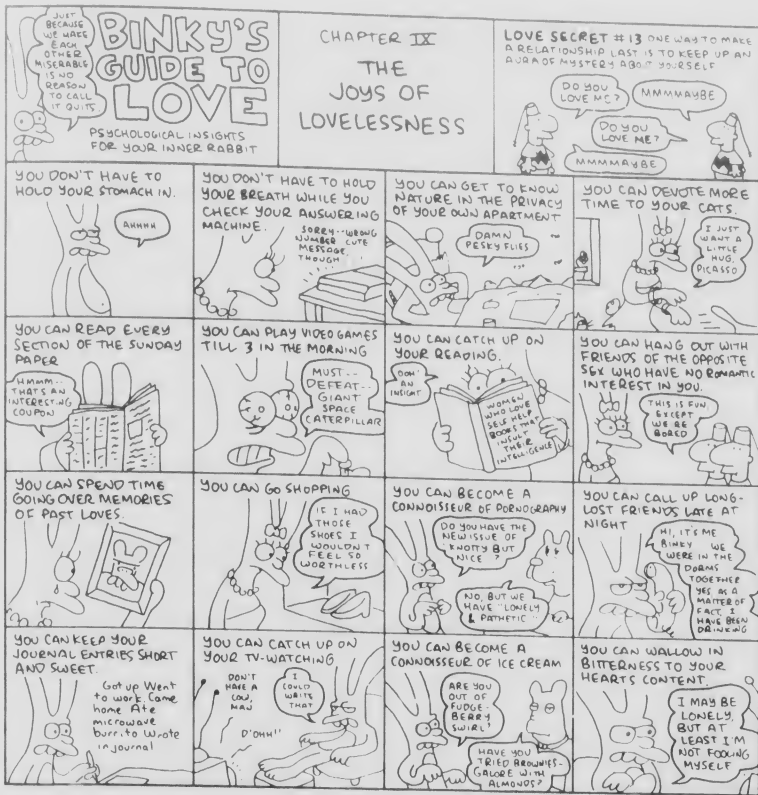 JUST
BECAUSE
WE MAKE
EACH
OTHER
MISERABLE
IS NO
REASON
TO CALL
IT QUITS
BINKY'S
GUIDE TO
LOVE
PSYCHOLOGICAL INSIGHTS
FOR YOUR INNER RABBIT
CHAPTER IX
THE
JOYS OF
LOVELESSNESS
LOVE SECRET #13 ONE WAY TO MAKE
A RELATIONSHIP LAST IS TO KEEP UP AN
AURA OF MYSTERY ABOUT YOURSELF
DO YOU
LOVE ME?
MMMMAYBE
DO YOU
LOVE ME?
MMMMAYBE
YOU DON'T HAVE TO
HOLD YOUR STOMACH IN.
AHHHH
YOU DON'T HAVE TO HOLD
YOUR BREATH WHILE YOU
CHECK YOUR ANSWERING
MACHINE.
SORRY--WRONG
NUMBER CUTE
MESSAGE,
THOUGH
YOU CAN GET TO KNOW
NATURE IN THE PRIVACY
OF YOUR OWN APARTMENT
DAMN
PESKY FLIES
YOU CAN DEVOTE MORE
TIME TO YOUR CATS.
I JUST
WANT A
LITTLE
HUG,
PICASSO
YOU CAN READ EVERY
SECTION OF THE SUNDAY
PAPER
HMMM--
THAT'S AN
INTERESTING
COUPON
YOU CAN PLAY VIDEO GAMES
TILL 3 IN THE MORNING
MUST--
DEFEAT--
GIANT
SPACE
CATERPILLAR
YOU CAN CATCH UP ON
YOUR READING.
OOH-
AN
INSIGHT
WOMEN
WHO LOVE
SELF HELP
BOOKS THAT
INSULT
THEIR
INTELLIGENCE
YOU CAN HANG OUT WITH
FRIENDS OF THE OPPOSITE
SEX WHO HAVE NO ROMANTIC
INTEREST IN YOU.
THIS IS FUN,
EXCEPT
WE'RE
BORED
YOU CAN SPEND TIME
GOING OVER MEMORIES
OF PAST LOVES.
YOU CAN GO SHOPPING
IF I HAD
THOSE
SHOES I
WOULDN'T
FEEL SO
WORTHLESS
YOU CAN BECOME A
CONNOISSEUR OF PORNOGRAPHY
DO YOU HAVE THE
NEW ISSUE OF
KNOTTY BUT
NICE?
NO, BUT WE
HAVE "LONELY
& PATHETIC"
YOU CAN CALL UP LONG-
LOST FRIENDS LATE AT
NIGHT
HI, IT'S ME
BINKY WE
WERE IN THE
DORMS
TOGETHER
YES AS A
MATTER OF
FACT, I
HAVE BEEN
DRINKING
YOU CAN KEEP YOUR
JOURNAL ENTRIES SHORT
AND SWEET.
Got up Went
to work. Came
home Ate
microwave
burrito Wrote
in journal
YOU CAN CATCH UP ON
YOUR TV-WATCHING
DON'T
HAVE A
COW,
MAN
D'OHH!!
I
COULD
WRITE
THAT
YOU CAN BECOME A
CONNOISSEUR OF ICE CREAM
ARE YOU
OUT OF
FUDGE-
BERRY
SWIRL?
HAVE YOU
TRIED BROWNIES-
GALORE WITH
ALMONDS?
YOU CAN WALLOW IN
BITTERNESS TO YOUR
HEARTS CONTENT.
I MAY BE
LONELY,
BUT AT
LEAST I'M
NOT FOOLING
MYSELF